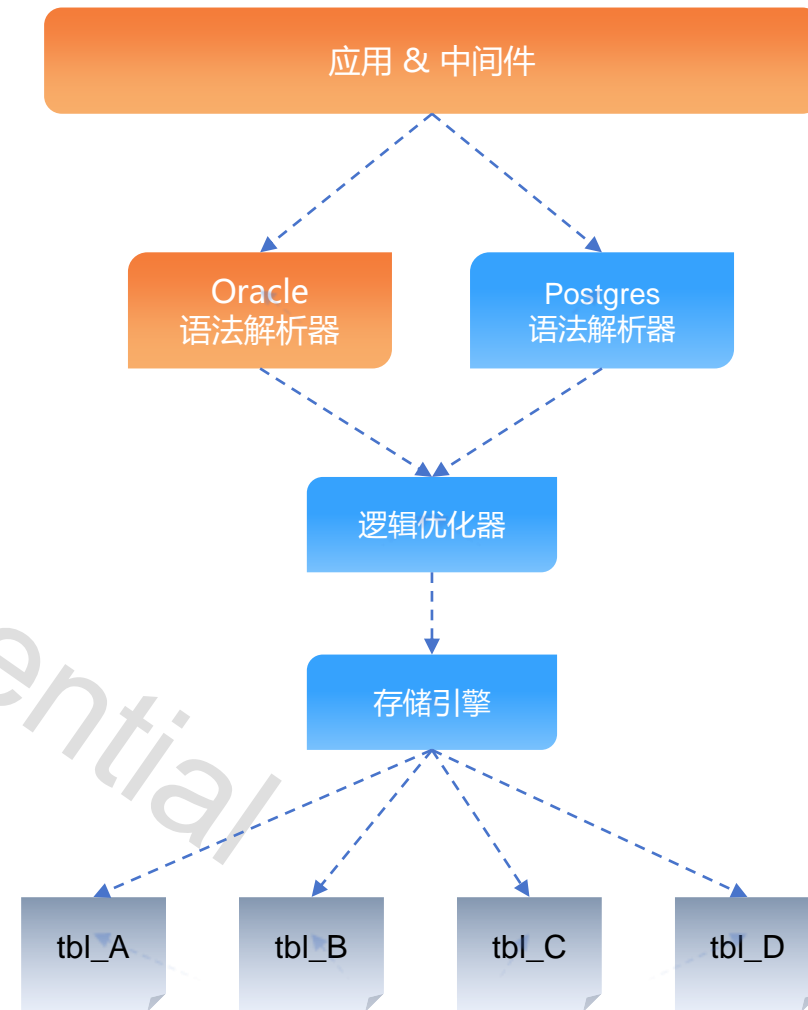 应用 & 中间件
Oracle
语法解析器
Postgres
语法解析器
逻辑优化器
存储引擎
ential
tbl_A
tbl_B
tbl_C
tbl_D